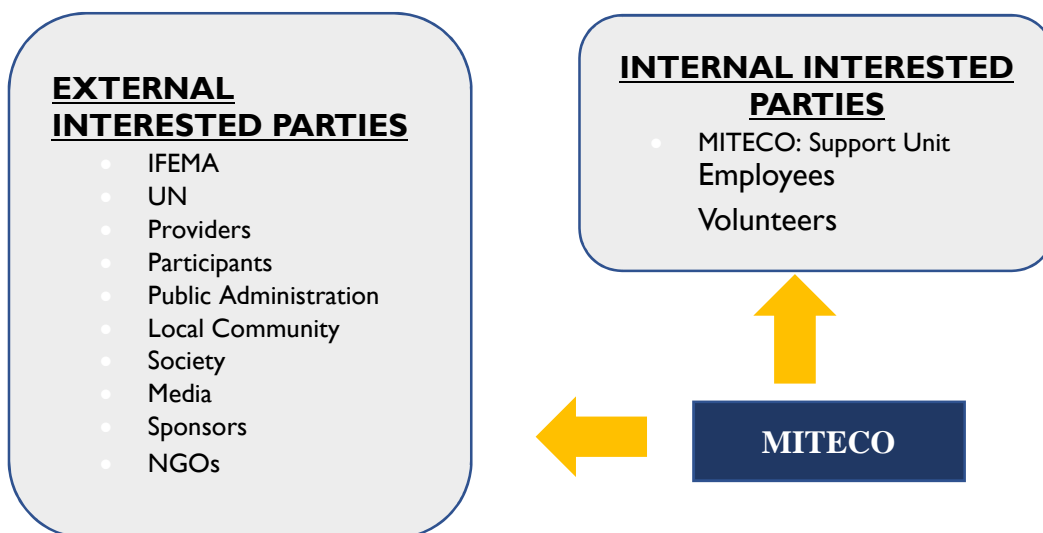 EXTERNAL
INTERESTED PARTIES
IFEMA
UN
Providers
Participants
Public Administration
Local Community
Society
Media
Sponsors
NGOs
INTERNAL INTERESTED
PARTIES
MITECO: Support Unit
Employees
Volunteers
MITECO